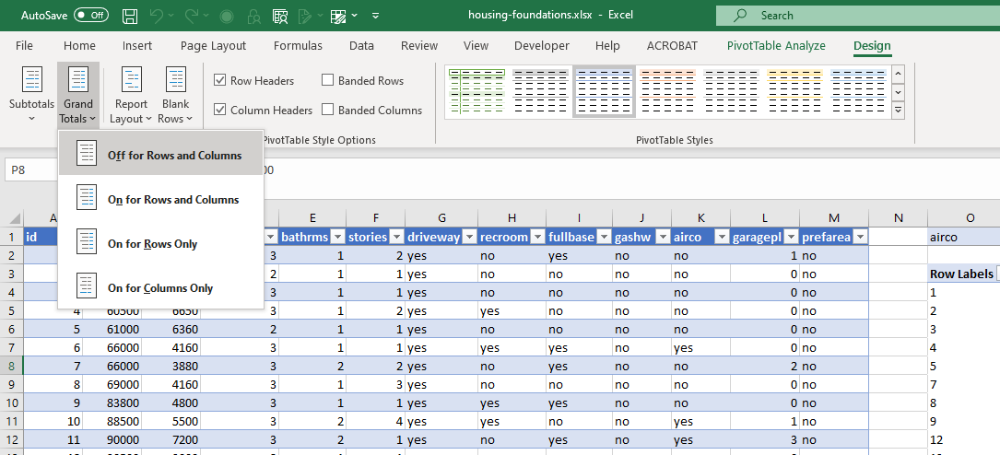 AutoSave Off housing-foundations.xlsx - Excel Search
File Home Insert Page Layout Formulas Data Review View Developer Help ACROBAT PivotTable Analyze Design
Subtotals Grand Totals Report Layout Blank Rows
Row Headers Banded Rows
Column Headers Banded Columns
PivotTable Style Options PivotTable Styles
Off for Rows and Columns
On for Rows and Columns
On for Rows Only
On for Columns Only
P8 00
A E F G H I J K L M N O
1 id bathrms stories driveway recroom fullbase gashw airco garagepl prefarea airco
2 3 1 2 yes no yes no no 1 no
3 2 1 1 yes no no no no 0 no Row Labels
4 3 1 1 yes no no no no 0 no 1
5 4 60500 6650 3 1 2 yes yes no no no 0 no 2
6 5 61000 6360 2 1 1 yes no no no no 0 no 3
7 6 66000 4160 3 1 1 yes yes yes no yes 0 no 4
8 7 66000 3880 3 2 2 yes no yes no no 2 no 5
9 8 69000 4160 3 1 3 yes no no no no 0 no 7
10 9 83800 4800 3 1 1 yes yes yes no no 0 no 8
11 10 88500 5500 3 2 4 yes yes no no yes 1 no 9
12 11 90000 7200 3 2 1 yes no yes no yes 3 no 12